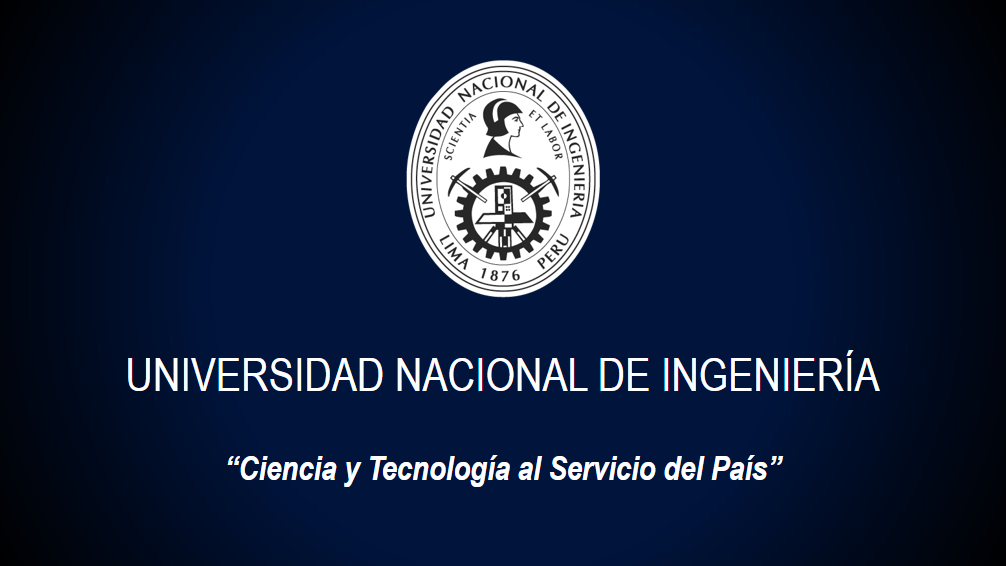 UNIVERSIDAD NACIONAL DE INGENIERIA
SCIENTIA ET LABOR
LIMA 1876 PERU
UNIVERSIDAD NACIONAL DE INGENIERÍA
“Ciencia y Tecnología al Servicio del País”